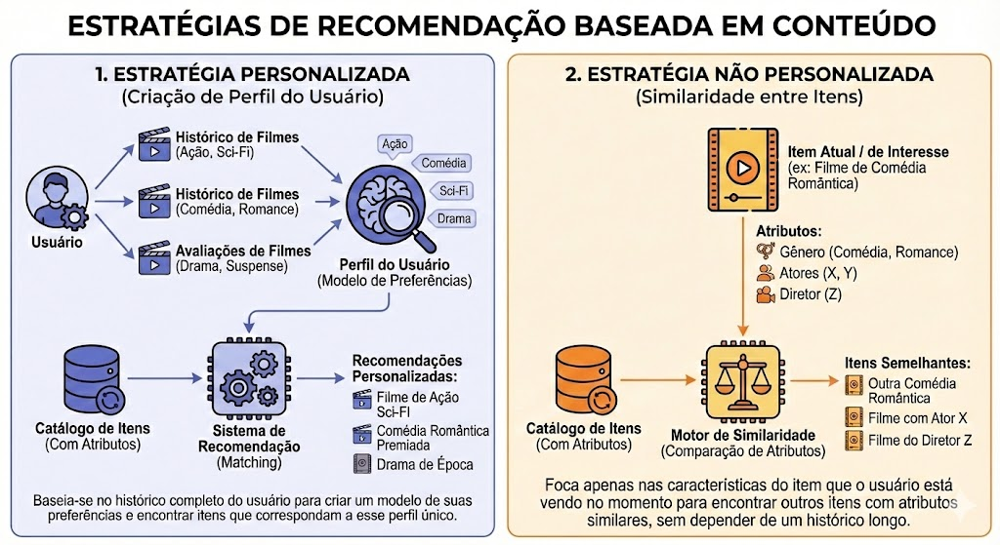 ESTRATÉGIAS DE RECOMENDAÇÃO BASEADA EM CONTEÚDO
1. ESTRATÉGIA PERSONALIZADA
(Criação de Perfil do Usuário)
Usuário
Histórico de Filmes
(Ação, Sci-Fi)
Histórico de Filmes
(Comédia, Romance)
Avaliações de Filmes
(Drama, Suspense)
Ação
Comédia
Sci-Fi
Drama
Perfil do Usuário
(Modelo de Preferências)
Catálogo de Itens
(Com Atributos)
Sistema de
Recomendação
(Matching)
Recomendações
Personalizadas:
Filme de Ação
Sci-FI
Comédia Romântica
Premiada
Drama de Época
Baseia-se no histórico completo do usuário para criar um modelo de suas
preferências e encontrar itens que correspondam a esse perfil único.
2. ESTRATÉGIA NÃO PERSONALIZADA
(Similaridade entre Itens)
Item Atual / de Interesse
(ex: Filme de Comédia
Romântica)
Atributos:
Gênero (Comédia, Romance)
Atores (X, Y)
Diretor (Z)
Catálogo de Itens
(Com Atributos)
Motor de Similaridade
(Comparação de Atributos)
Itens Semelhantes:
Outra Comédia
Romântica
Filme com Ator X
Filme do Diretor Z
Foca apenas nas características do item que o usuário está
vendo no momento para encontrar outros itens com atributos
similares, sem depender de um histórico longo.